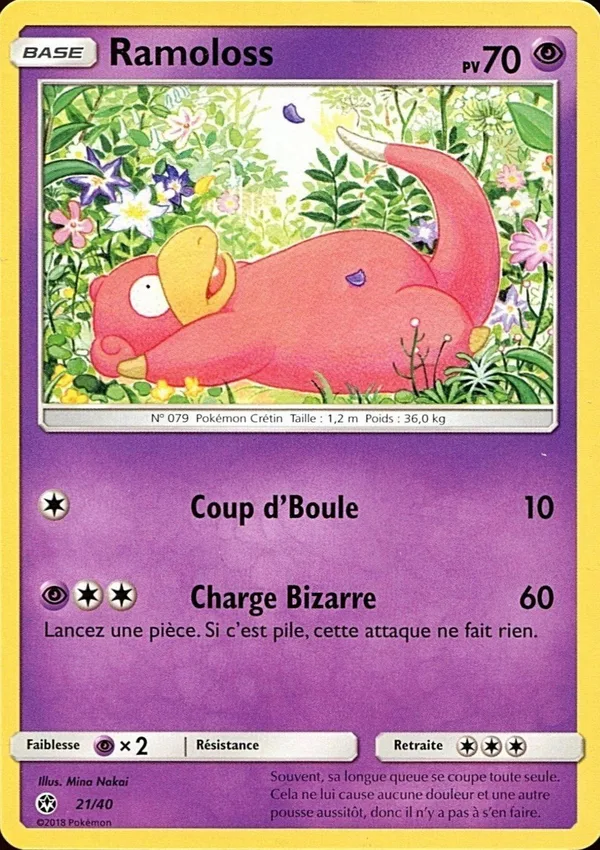 BASE Ramoloss PV 70
N° 079 Pokémon Crétin Taille : 1,2 m Poids : 36,0 kg
Coup d'Boule 10
Charge Bizarre 60
Lancez une pièce. Si c'est pile, cette attaque ne fait rien.
Faiblesse ×2 Résistance Retraite
Illus. Mina Nakai
21/40
©2018 Pokémon
Souvent, sa longue queue se coupe toute seule.
Cela ne lui cause aucune douleur et une autre
pousse aussitôt, donc il n'y a pas à s'en faire.